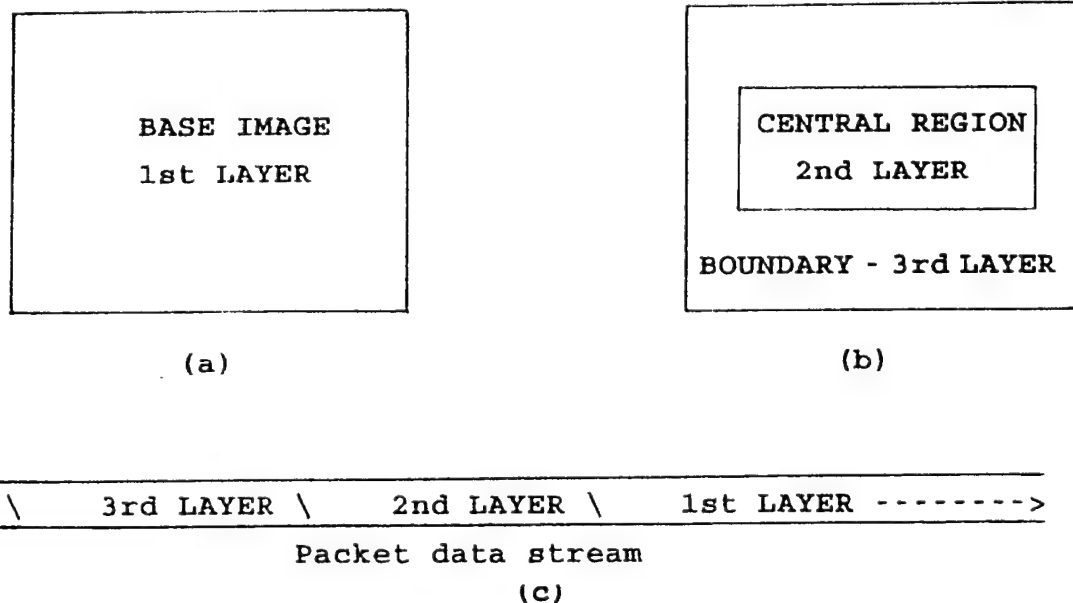 BASE IMAGE
1st LAYER
(a)
CENTRAL REGION
2nd LAYER
BOUNDARY - 3rd LAYER
(b)
\ 3rd LAYER \ 2nd LAYER \ 1st LAYER -------->
Packet data stream
(c)